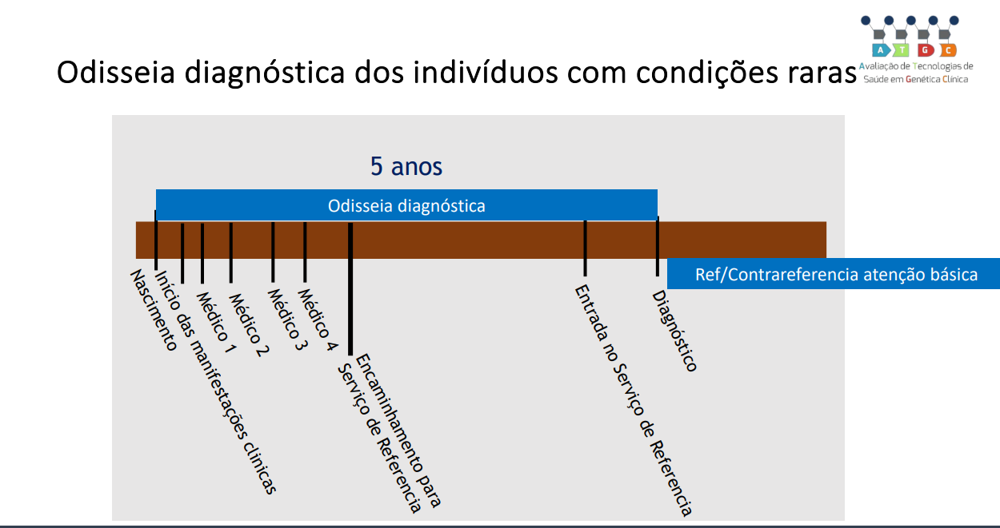 Odisseia diagnóstica dos indivíduos com condições raras
A T G C
Avaliação de Tecnologias de
Saúde em Genética Clínica
5 anos
Odisseia diagnóstica
Ref/Contrareferencia atenção básica
Nascimento
Início das manifestações clinicas
Médico 1
Médico 2
Médico 3
Médico 4
Encaminhamento para
Serviço de Referencia
Entrada no Serviço de Referencia
Diagnóstico